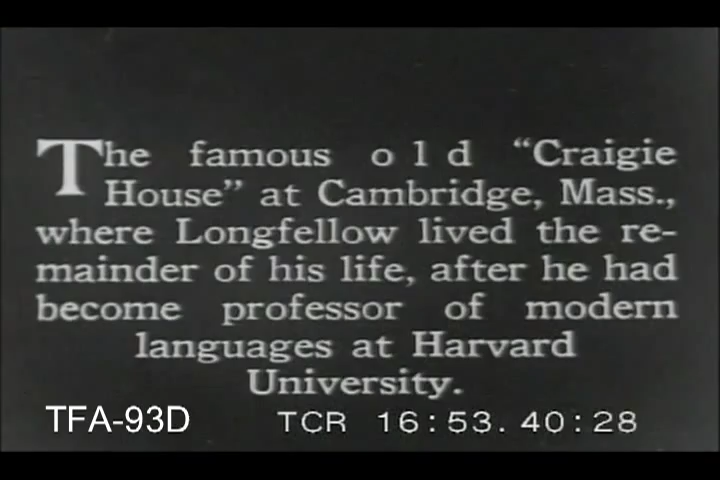 The famous old “Craigie
House” at Cambridge, Mass.,
where Longfellow lived the re-
mainder of his life, after he had
become professor of modern
languages at Harvard
University.
TFA-93D TCR 16:53.40:28